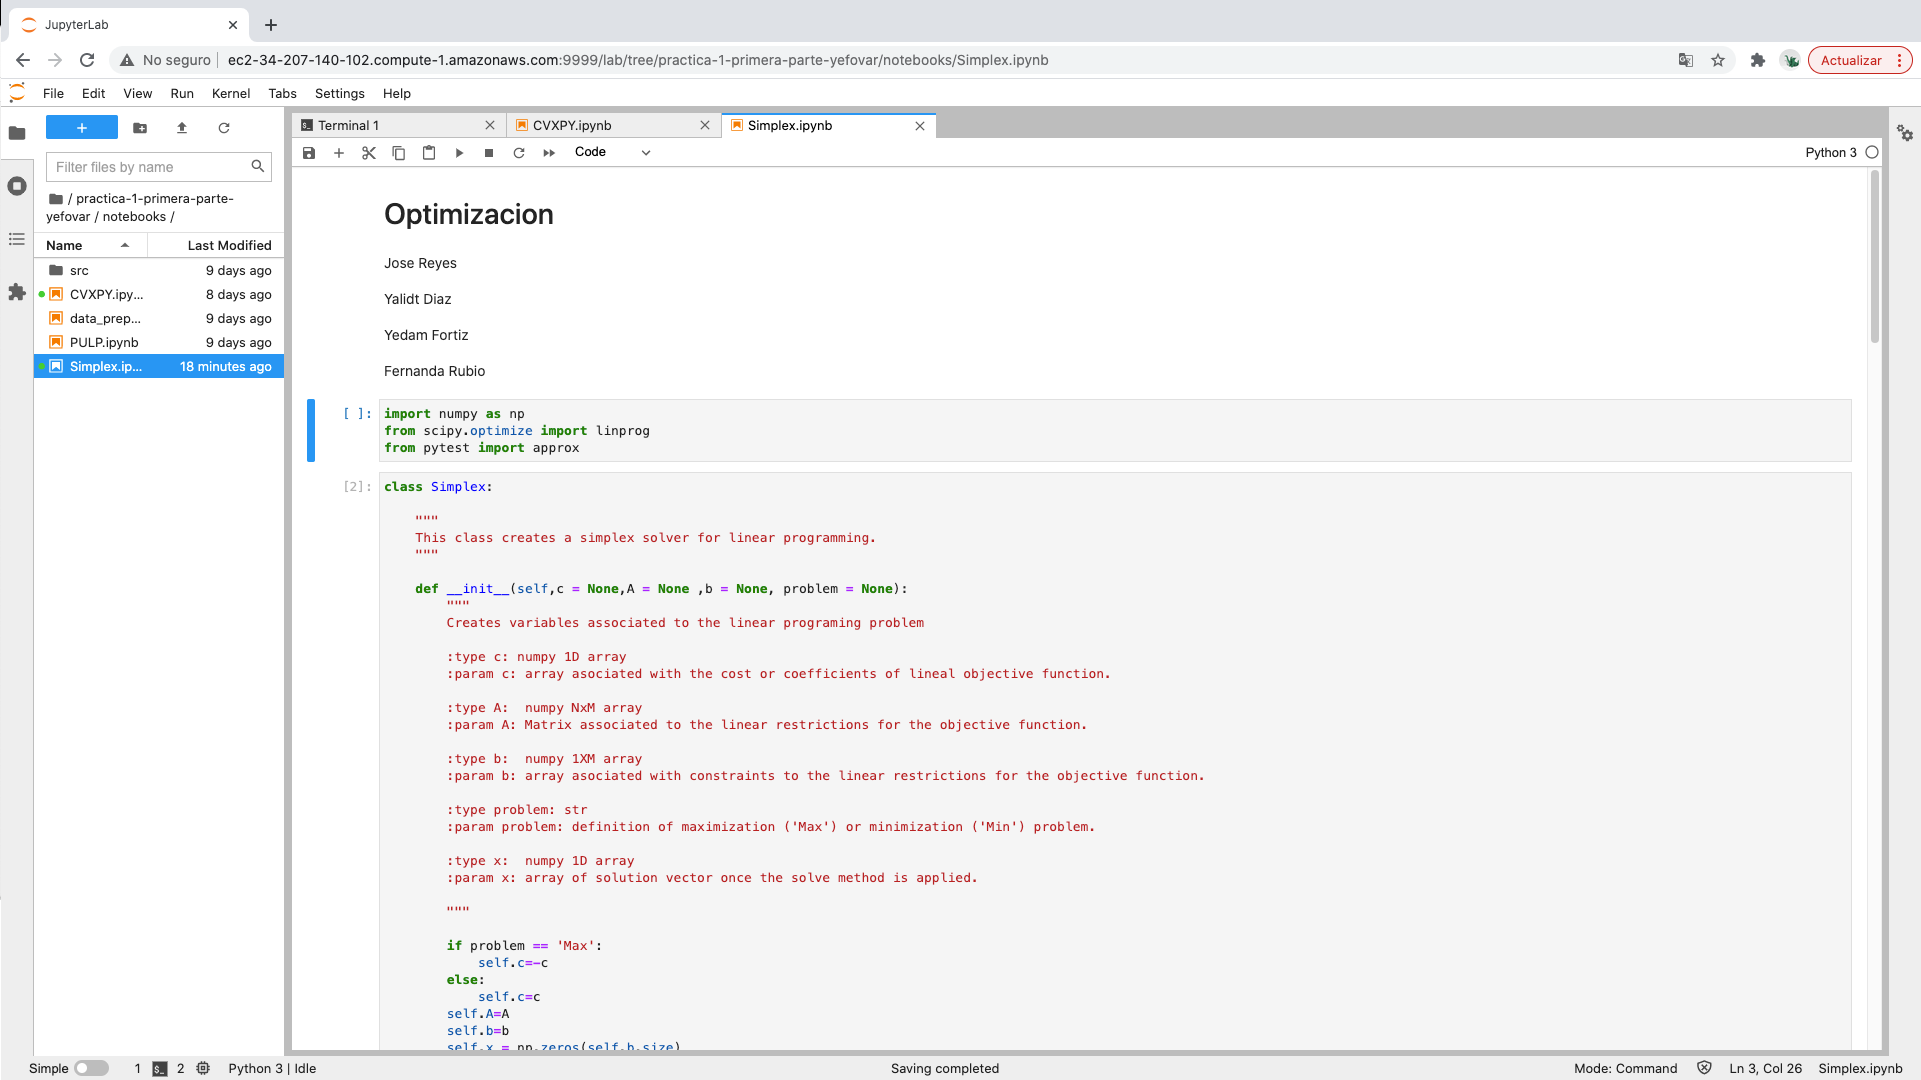 JupyterLab
No seguro
ec2-34-207-140-102.compute-1.amazonaws.com:9999/lab/tree/practica-1-primera-parte-yefovar/notebooks/Simplex.ipynb
Actualizar
File Edit View Run Kernel Tabs Settings Help
Filter files by name
/ practica-1-primera-parte-
yefovar / notebooks /
Name Last Modified
src 9 days ago
CVXPY.ipy... 8 days ago
data_prep... 9 days ago
PULP.ipynb 9 days ago
Simplex.ip... 18 minutes ago
Terminal 1
CVXPY.ipynb
Simplex.ipynb
Code
Python 3
Optimizacion
Jose Reyes
Yalidt Diaz
Yedam Fortiz
Fernanda Rubio
[ ]:
import numpy as np
from scipy.optimize import linprog
from pytest import approx
[2]:
class Simplex:
"""
This class creates a simplex solver for linear programming.
"""
def __init__(self,c = None,A = None ,b = None, problem = None):
"""
Creates variables associated to the linear programing problem
:type c: numpy 1D array
:param c: array asociated with the cost or coefficients of lineal objective function.
:type A:  numpy NxM array
:param A: Matrix associated to the linear restrictions for the objective function.
:type b:  numpy 1XM array
:param b: array asociated with constraints to the linear restrictions for the objective function.
:type problem: str
:param problem: definition of maximization ('Max') or minimization ('Min') problem.
:type x:  numpy 1D array
:param x: array of solution vector once the solve method is applied.
"""
if problem == 'Max':
self.c=-c
else:
self.c=c
self.A=A
self.b=b
self.x = np.zeros(self.b.size)
Simple 1 2 Python 3 | Idle
Saving completed
Mode: Command
Ln 3, Col 26
Simplex.ipynb